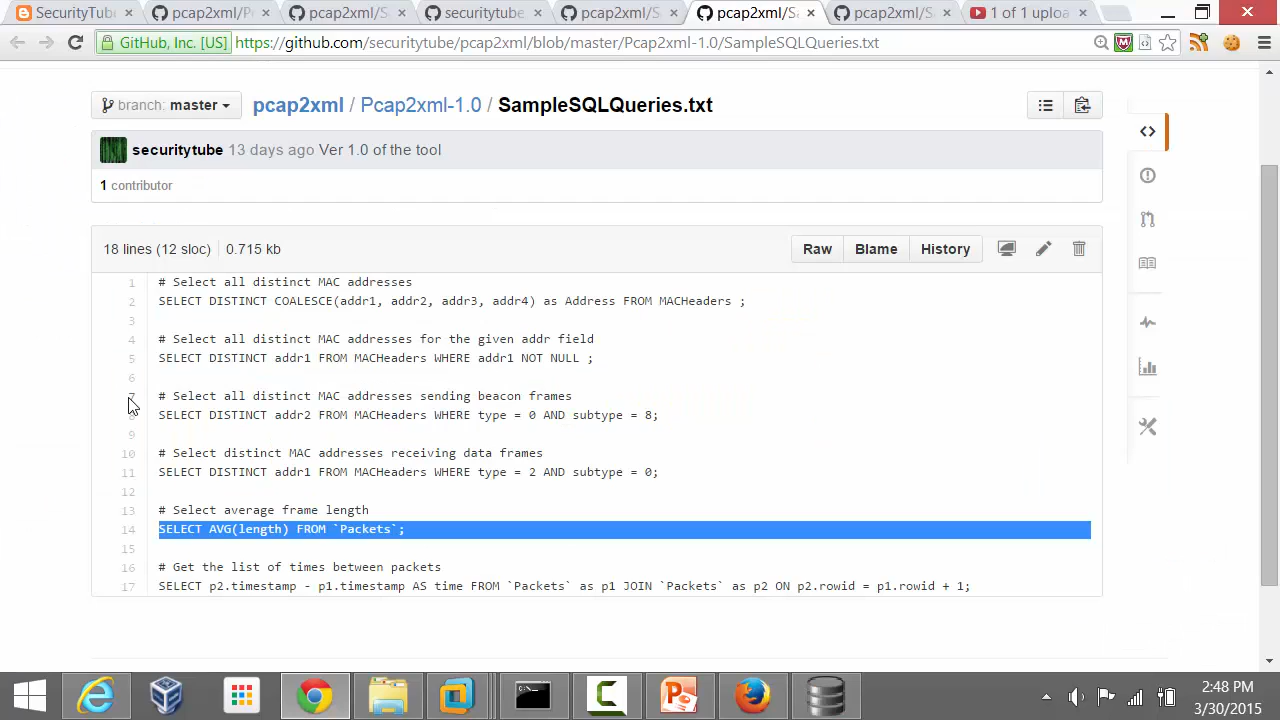 SecurityTube
pcap2xml/P
pcap2xml/S
securitytube
pcap2xml/S
pcap2xml/Sa
pcap2xml/S
1 of 1 uploa
GitHub, Inc. [US]
https://github.com/securitytube/pcap2xml/blob/master/Pcap2xml-1.0/SampleSQLQueries.txt
branch: master
pcap2xml / Pcap2xml-1.0 / SampleSQLQueries.txt
securitytube 13 days ago Ver 1.0 of the tool
1 contributor
18 lines (12 sloc) 0.715 kb
Raw Blame History
1 # Select all distinct MAC addresses
2 SELECT DISTINCT COALESCE(addr1, addr2, addr3, addr4) as Address FROM MACHeaders ;
3
4 # Select all distinct MAC addresses for the given addr field
5 SELECT DISTINCT addr1 FROM MACHeaders WHERE addr1 NOT NULL ;
6
7 # Select all distinct MAC addresses sending beacon frames
8 SELECT DISTINCT addr2 FROM MACHeaders WHERE type = 0 AND subtype = 8;
9
10 # Select distinct MAC addresses receiving data frames
11 SELECT DISTINCT addr1 FROM MACHeaders WHERE type = 2 AND subtype = 0;
12
13 # Select average frame length
14 SELECT AVG(length) FROM `Packets`;
15
16 # Get the list of times between packets
17 SELECT p2.timestamp - p1.timestamp AS time FROM `Packets` as p1 JOIN `Packets` as p2 ON p2.rowid = p1.rowid + 1;
2:48 PM
3/30/2015